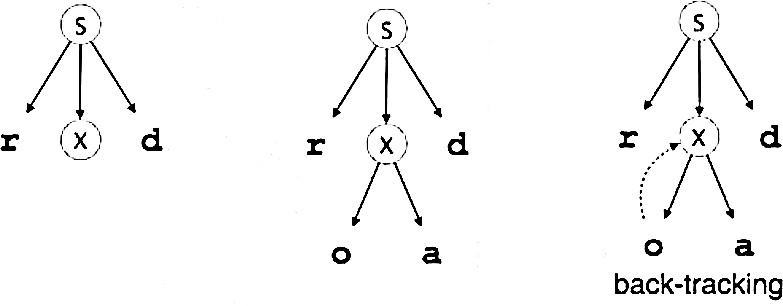 S S S
r X d r X d r X d
o a o a
back-tracking